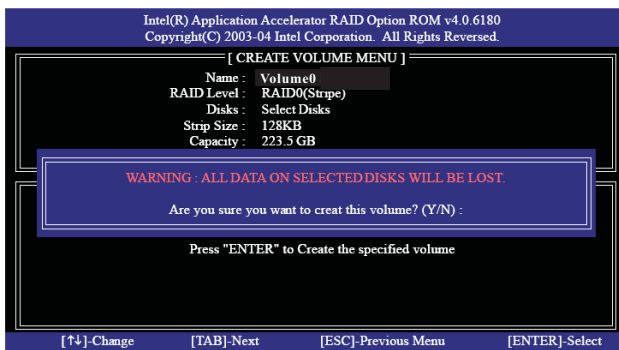 Intel(R) Application Accelerator RAID Option ROM v4.0.6180
Copyright(C) 2003-04 Intel Corporation. All Rights Reversed.
[ CREATE VOLUME MENU ]
Name : Volume0
RAID Level : RAID0(Stripe)
Disks : Select Disks
Strip Size : 128KB
Capacity : 223.5 GB
WARNING : ALL DATA ON SELECTED DISKS WILL BE LOST.
Are you sure you want to creat this volume? (Y/N) :
Press "ENTER" to Create the specified volume
[↑↓]-Change [TAB]-Next [ESC]-Previous Menu [ENTER]-Select